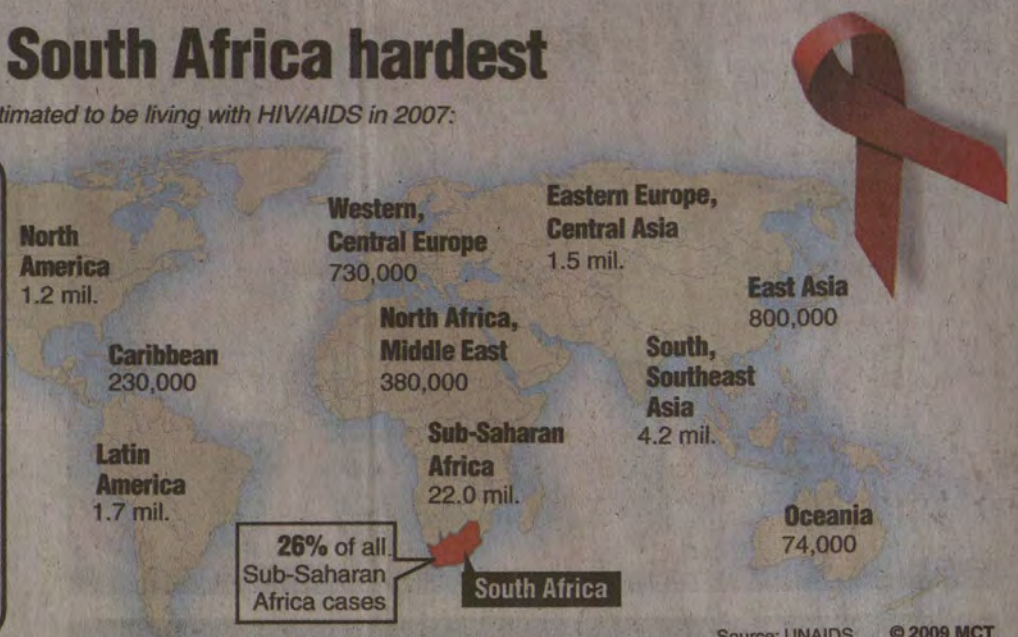 South Africa hardest
timated to be living with HIV/AIDS in 2007:
North
America
1.2 mil.
Western,
Central Europe
730,000
Eastern Europe,
Central Asia
1.5 mil.
East Asia
800,000
Caribbean
230,000
North Africa,
Middle East
380,000
South,
Southeast
Asia
4.2 mil.
Latin
America
1.7 mil.
Sub-Saharan
Africa
22.0 mil.
Oceania
74,000
26% of all
Sub-Saharan
Africa cases
South Africa
Source: UNAIDS © 2009 MCT